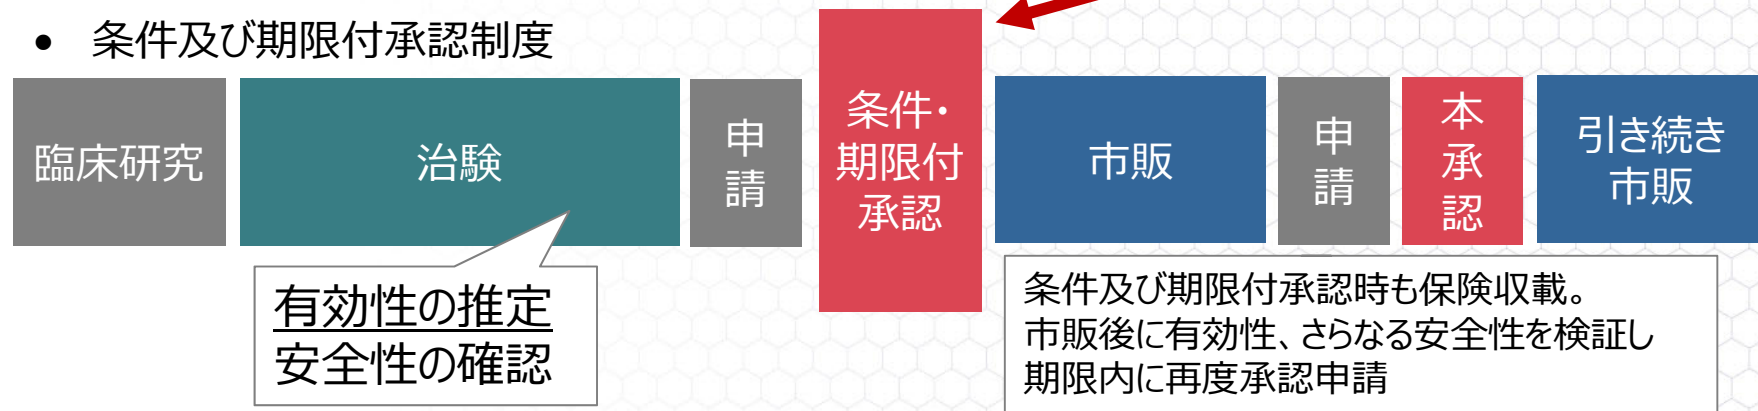 • 条件及び期限付承認制度
臨床研究
治験
申
請
条件・
期限付
承認
市販
申
請
本
承
認
引き続き
市販
有効性の推定
安全性の確認
条件及び期限付承認時も保険収載。
市販後に有効性、さらなる安全性を検証し
期限内に再度承認申請